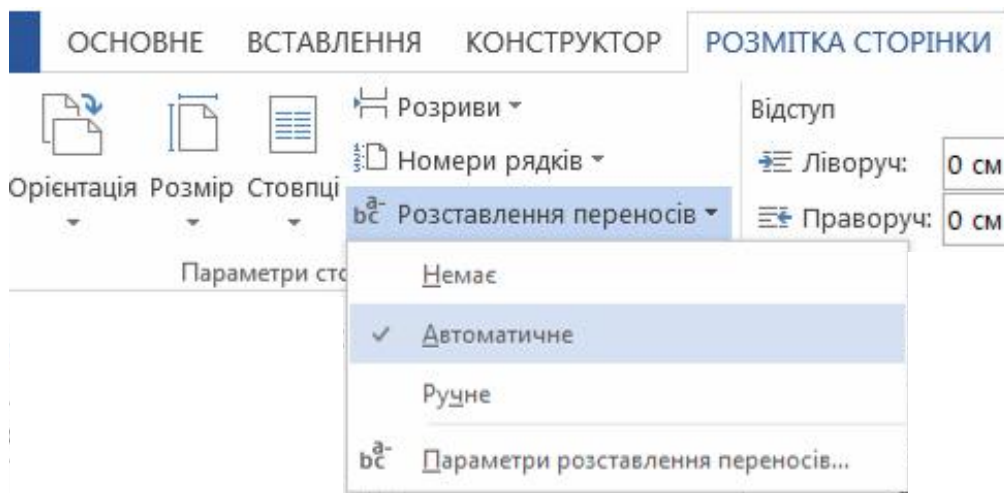 ОСНОВНЕ ВСТАВЛЕННЯ КОНСТРУКТОР РОЗМІТКА СТОРІНКИ
Орієнтація Розмір Стовпці
Розриви
Номери рядків
Розставлення переносів
Параметри сто
Відступ
Ліворуч: 0 см
Праворуч: 0 см
Немає
Автоматичне
Ручне
Параметри розставлення переносів...